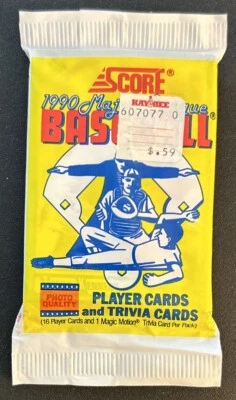 SCORE®
KAY·BEE
1990 Major League
607077 0
BASEBALL®
$.59
PHOTO
QUALITY
PLAYER CARDS
and TRIVIA CARDS
(16 Player Cards and 1 Magic Motion® Trivia Card Per Pack)